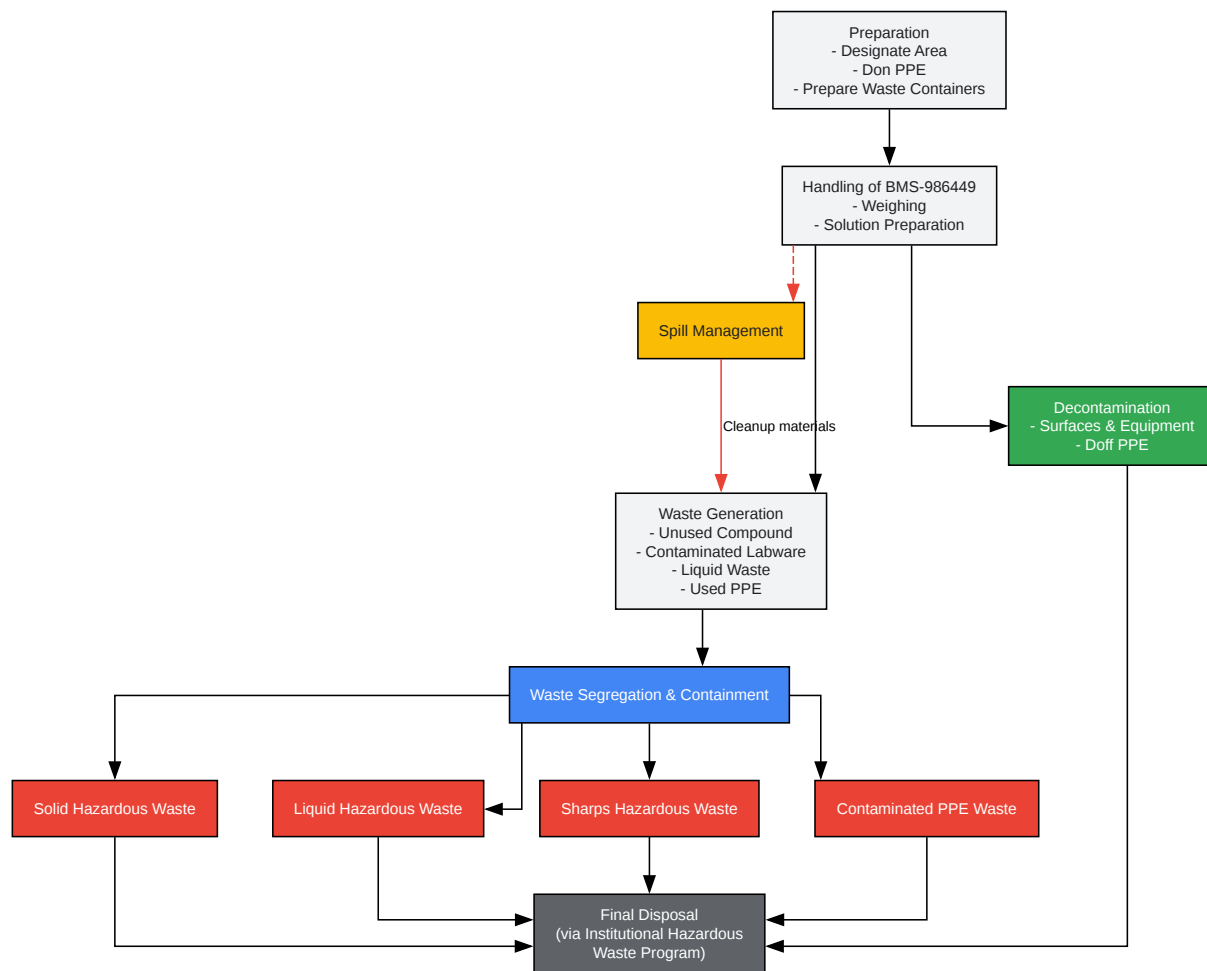 Preparation
- Designate Area
- Don PPE
- Prepare Waste Containers
Handling of BMS-986449
- Weighing
- Solution Preparation
Spill Management
Decontamination
- Surfaces & Equipment
- Doff PPE
Cleanup materials
Waste Generation
- Unused Compound
- Contaminated Labware
- Liquid Waste
- Used PPE
Waste Segregation & Containment
Solid Hazardous Waste
Liquid Hazardous Waste
Sharps Hazardous Waste
Contaminated PPE Waste
Final Disposal
(via Institutional Hazardous
Waste Program)